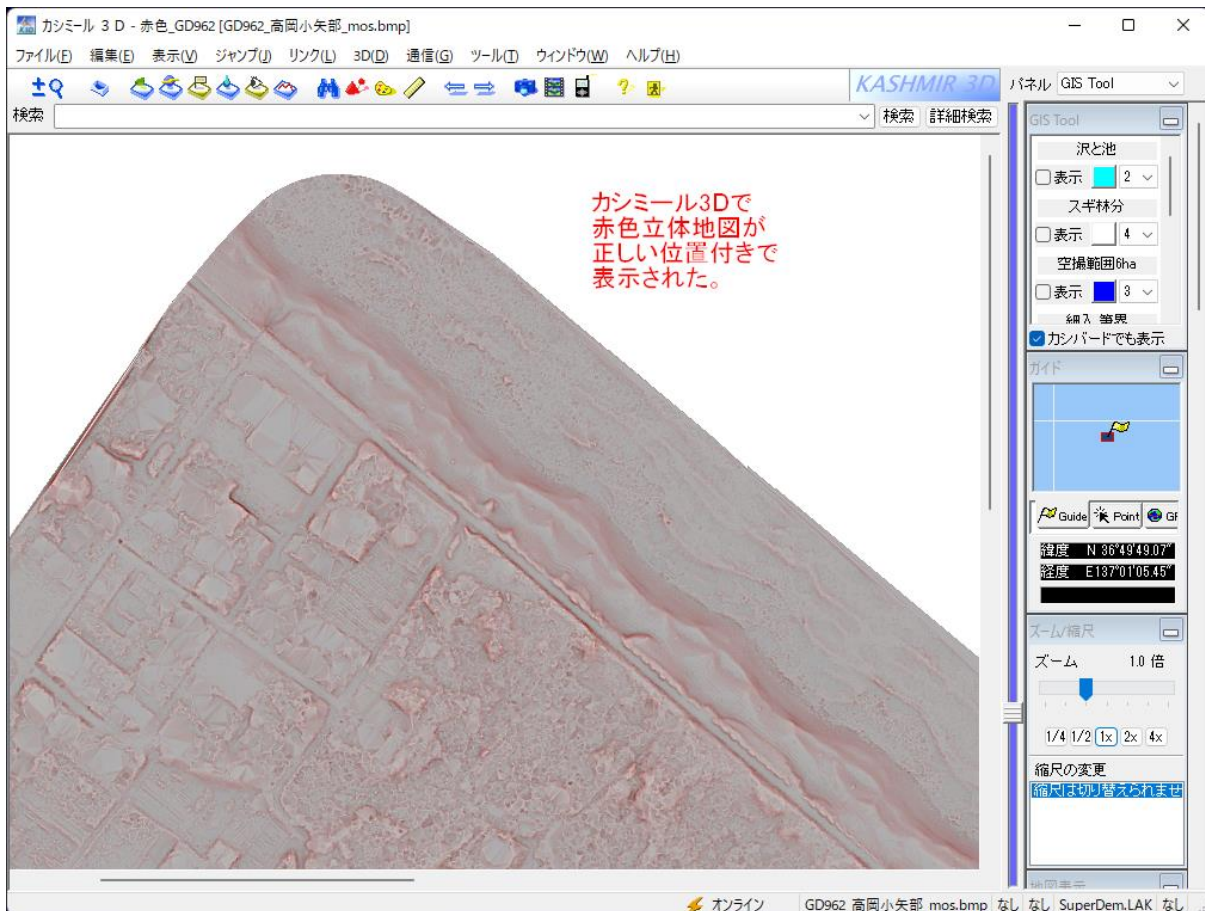 カシミール 3D - 赤色_GD962 [GD962_高岡小矢部_mos.bmp]
ファイル(F) 編集(E) 表示(V) ジャンプ(J) リンク(L) 3D(D) 通信(G) ツール(T) ウィンドウ(W) ヘルプ(H)
KASHMIR 3D
パネル GIS Tool
検索 検索 詳細検索
カシミール3Dで
赤色立体地図が
正しい位置付きで
表示された。
GIS Tool
沢と池
表示 2
スギ林分
表示 4
空撮範囲6ha
表示 3
細入 筆界
カシバードでも表示
ガイド
Guide Point GF
緯度 N 36°49'49.07"
経度 E137°01'05.45"
ズーム/縮尺
ズーム 1.0 倍
1/4 1/2 1x 2x 4x
縮尺の変更
縮尺は切り替えられませ
地図表示
オンライン GD962_高岡小矢部_mos.bmp なし なし SuperDem.LAK なし